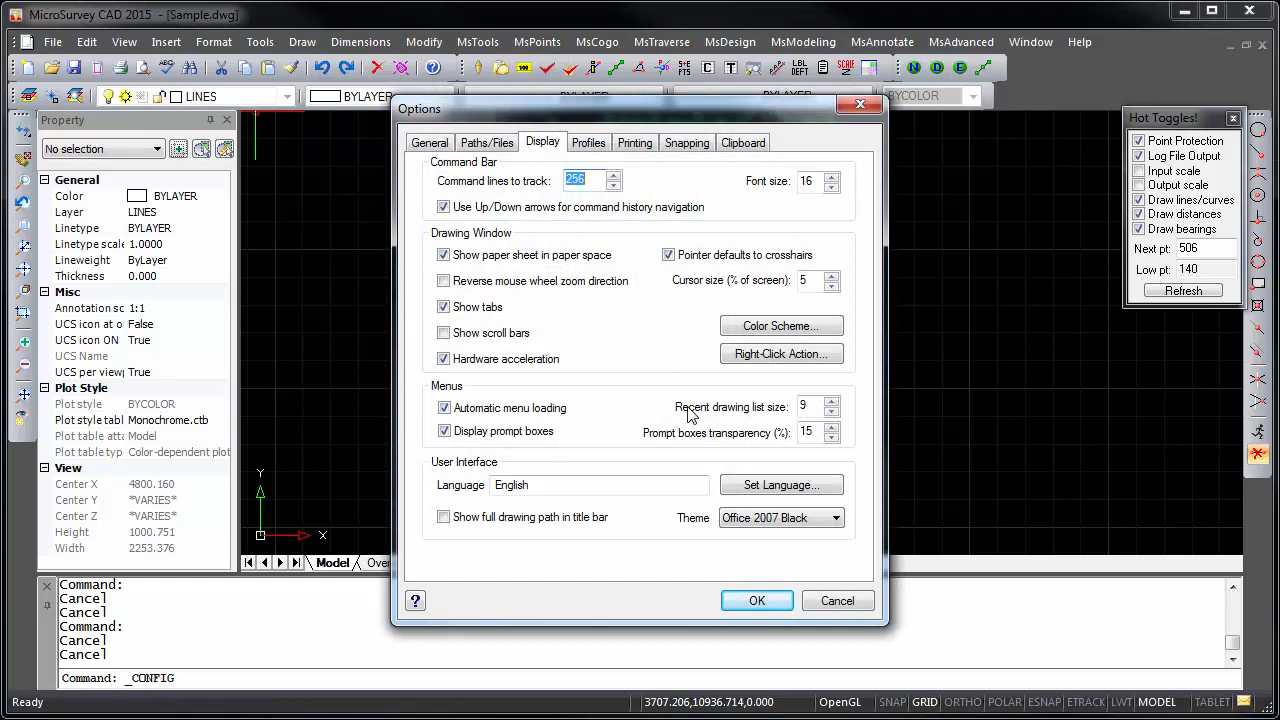 MicroSurvey CAD 2015 - [Sample.dwg]
File Edit View Insert Format Tools Draw Dimensions Modify MsTools MsPoints MsCogo MsTraverse MsDesign MsModeling MsAnnotate MsAdvanced Window Help
LINES BYLAYER BYCOLOR
Property
No selection
General
Color BYLAYER
Layer LINES
Linetype BYLAYER
Linetype scale 1.0000
Lineweight ByLayer
Thickness 0.000
Misc
Annotation sc 1:1
UCS icon at o False
UCS icon ON True
UCS Name
UCS per view True
Plot Style
Plot style BYCOLOR
Plot style table Monochrome.ctb
Plot table att Model
Plot table typ Color-dependent plot
View
Center X 4800.160
Center Y *VARIES*
Center Z *VARIES*
Height 1000.751
Width 2253.376
Options
General Paths/Files Display Profiles Printing Snapping Clipboard
Command Bar
Command lines to track: 256 Font size: 16
Use Up/Down arrows for command history navigation
Drawing Window
Show paper sheet in paper space Pointer defaults to crosshairs
Reverse mouse wheel zoom direction Cursor size (% of screen): 5
Show tabs
Color Scheme...
Show scroll bars
Right-Click Action...
Hardware acceleration
Menus
Automatic menu loading Recent drawing list size: 9
Display prompt boxes Prompt boxes transparency (%): 15
User Interface
Language English Set Language...
Show full drawing path in title bar Theme Office 2007 Black
OK Cancel
Hot Toggles!
Point Protection
Log File Output
Input scale
Output scale
Draw lines/curves
Draw distances
Draw bearings
Next pt: 506
Low pt: 140
Refresh
Y
X
Model Over
Command:
Cancel
Cancel
Command:
Cancel
Cancel
Command: _CONFIG
Ready 3707.206,10936.714,0.000 OpenGL SNAP GRID ORTHO POLAR ESNAP ETRACK LWT MODEL TABLET